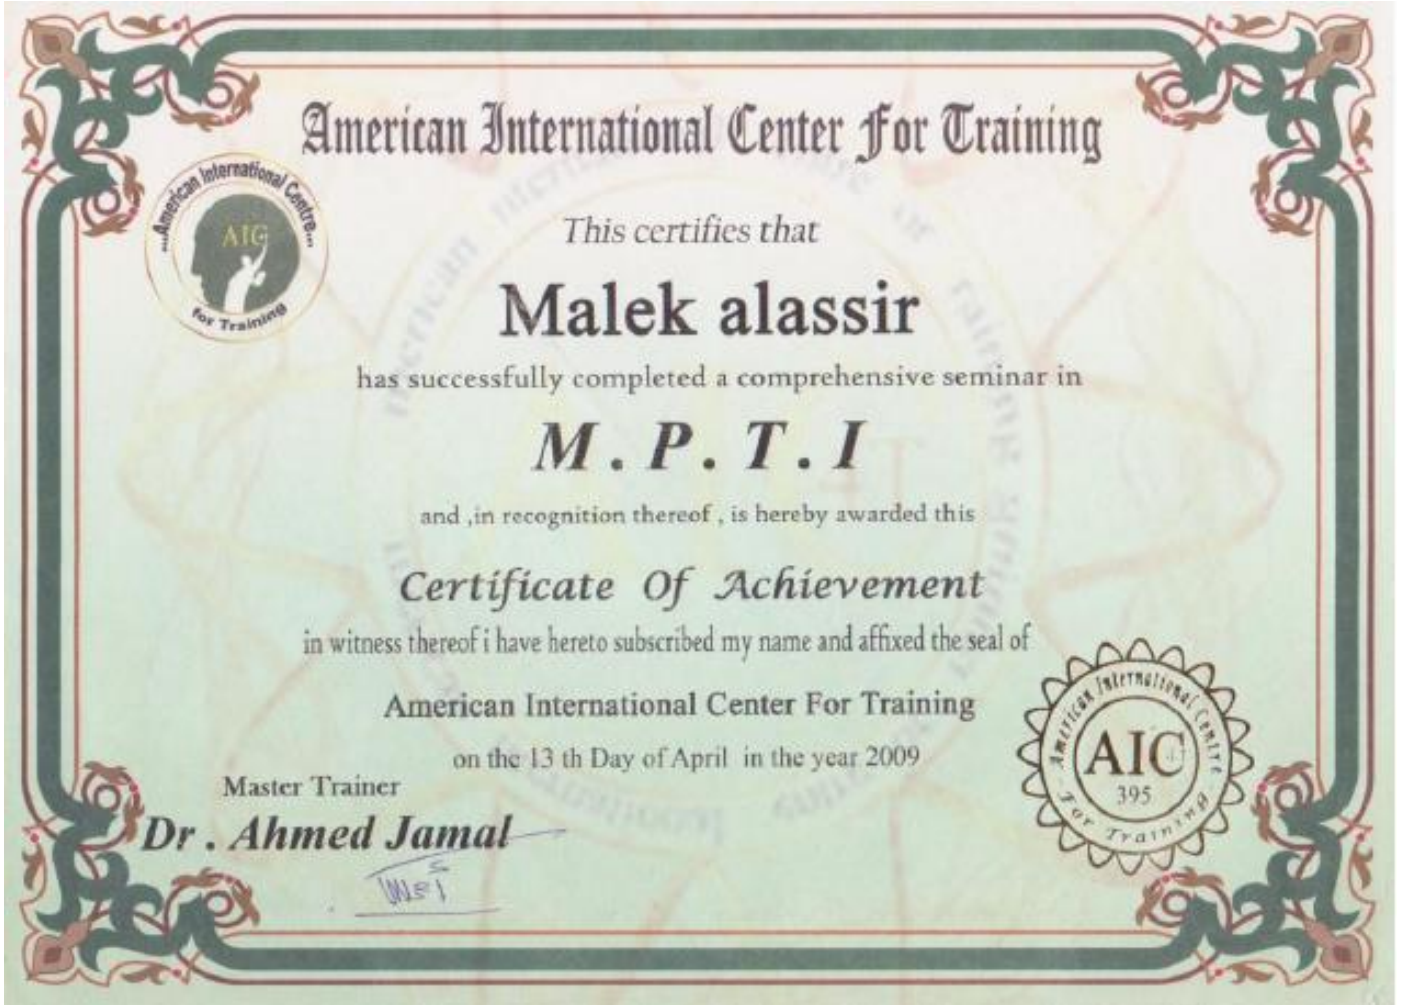 American International Center For Training
...American International Centre...
AIC
for Training
This certifies that
Malek alassir
has successfully completed a comprehensive seminar in
M . P . T . I
and ,in recognition thereof , is hereby awarded this
Certificate Of Achievement
in witness thereof i have hereto subscribed my name and affixed the seal of
American International Center For Training
on the 13 th Day of April in the year 2009
Master Trainer
Dr . Ahmed Jamal
American International Centre
AIC
395
For Training